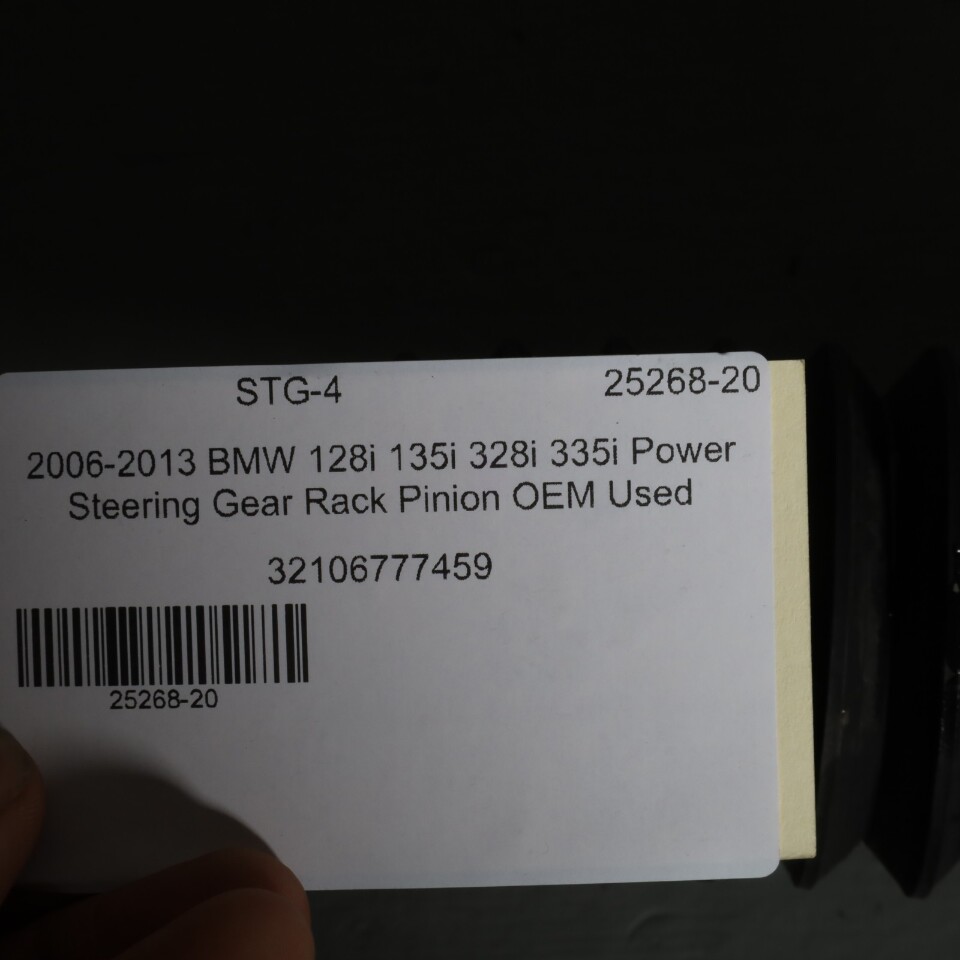 STG-4 25268-20
2006-2013 BMW 128i 135i 328i 335i Power
Steering Gear Rack Pinion OEM Used
32106777459
25268-20